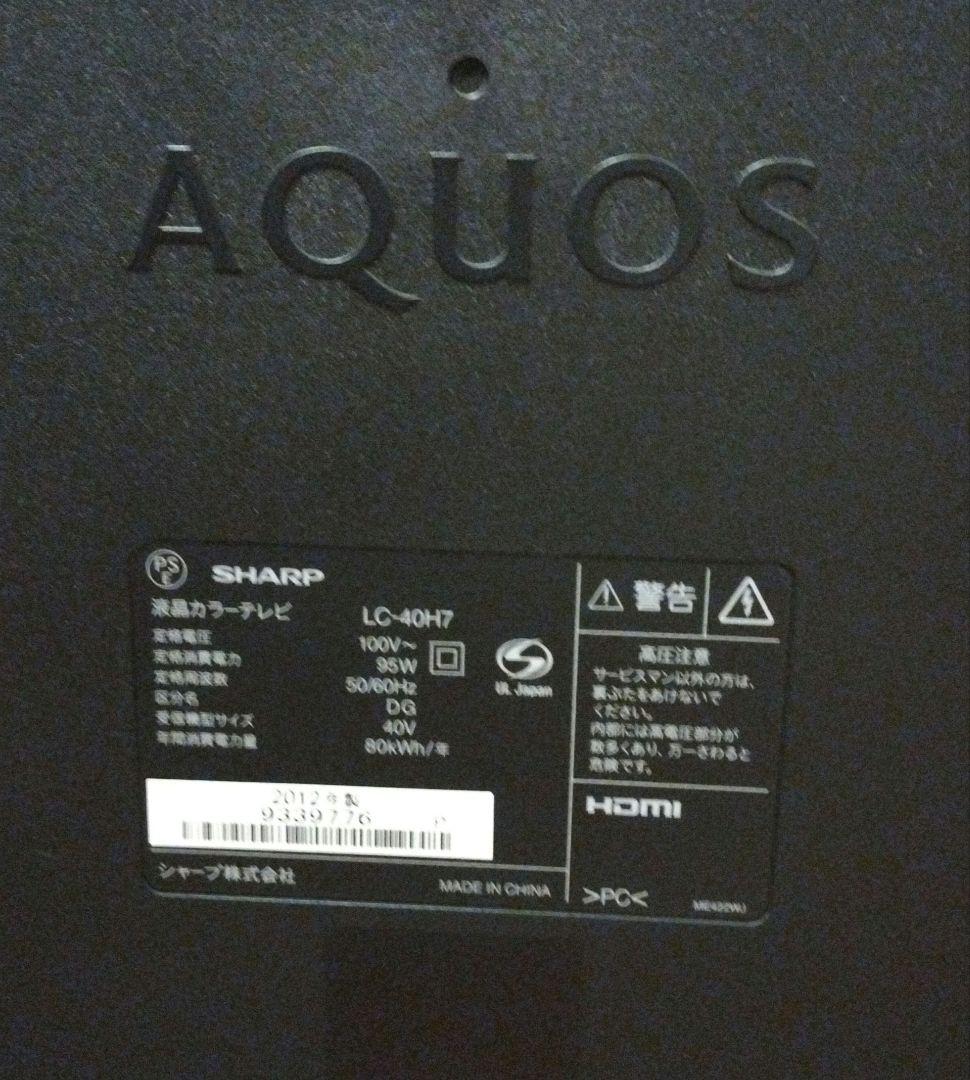 AQUOS
PS
E
SHARP
液晶カラーテレビ LC-40H7
定格電圧 100V～
定格消費電力 95W
定格周波数 50/60Hz
区分名 DG
受信機型サイズ 40V
年間消費電力量 80kWh/年
UL Japan
2012年製
9339776 P
シャープ株式会社
MADE IN CHINA
警告
高圧注意
サービスマン以外の方は、
裏ぶたをあけないで
ください。
内部には高電圧部分が
数多くあり、万一さわると
危険です。
HDMI
>PC<